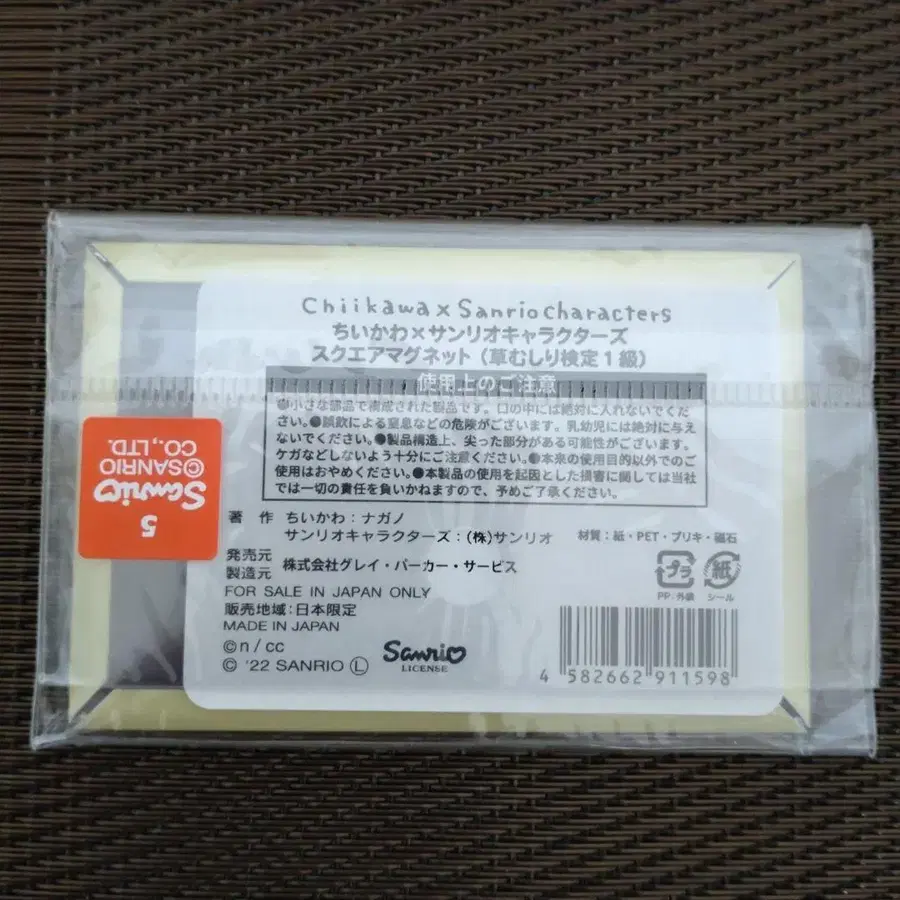 Chiikawa x Sanrio characters
ちいかわ×サンリオキャラクターズ
スクエアマグネット（草むしり検定1級）
使用上のご注意
●小さな部品で構成された製品です。口の中には絶対に入れないでくだ
さい。●誤飲による窒息などの危険がございます。乳幼児には絶対に与え
ないでください。●製品構造上、尖った部分がある可能性がございます。
ケガなどしないよう十分にご注意ください。●本来の使用目的以外でのご
使用はおやめください。●本製品の使用を起因とした損害に関しては当社
では一切の責任を負いかねますので、予めご了承ください。
著　作　ちいかわ：ナガノ
サンリオキャラクターズ：(株)サンリオ
材質：紙・PET・ブリキ・磁石
発売元
製造元
株式会社グレイ・パーカー・サービス
FOR SALE IN JAPAN ONLY
販売地域：日本限定
MADE IN JAPAN
©n / cc
© '22 SANRIO Ⓛ
Sanrio
LICENSE
プラ
PP：外袋
紙
シール
4 582662 911598
5
Sanrio
©SANRIO
CO., LTD.